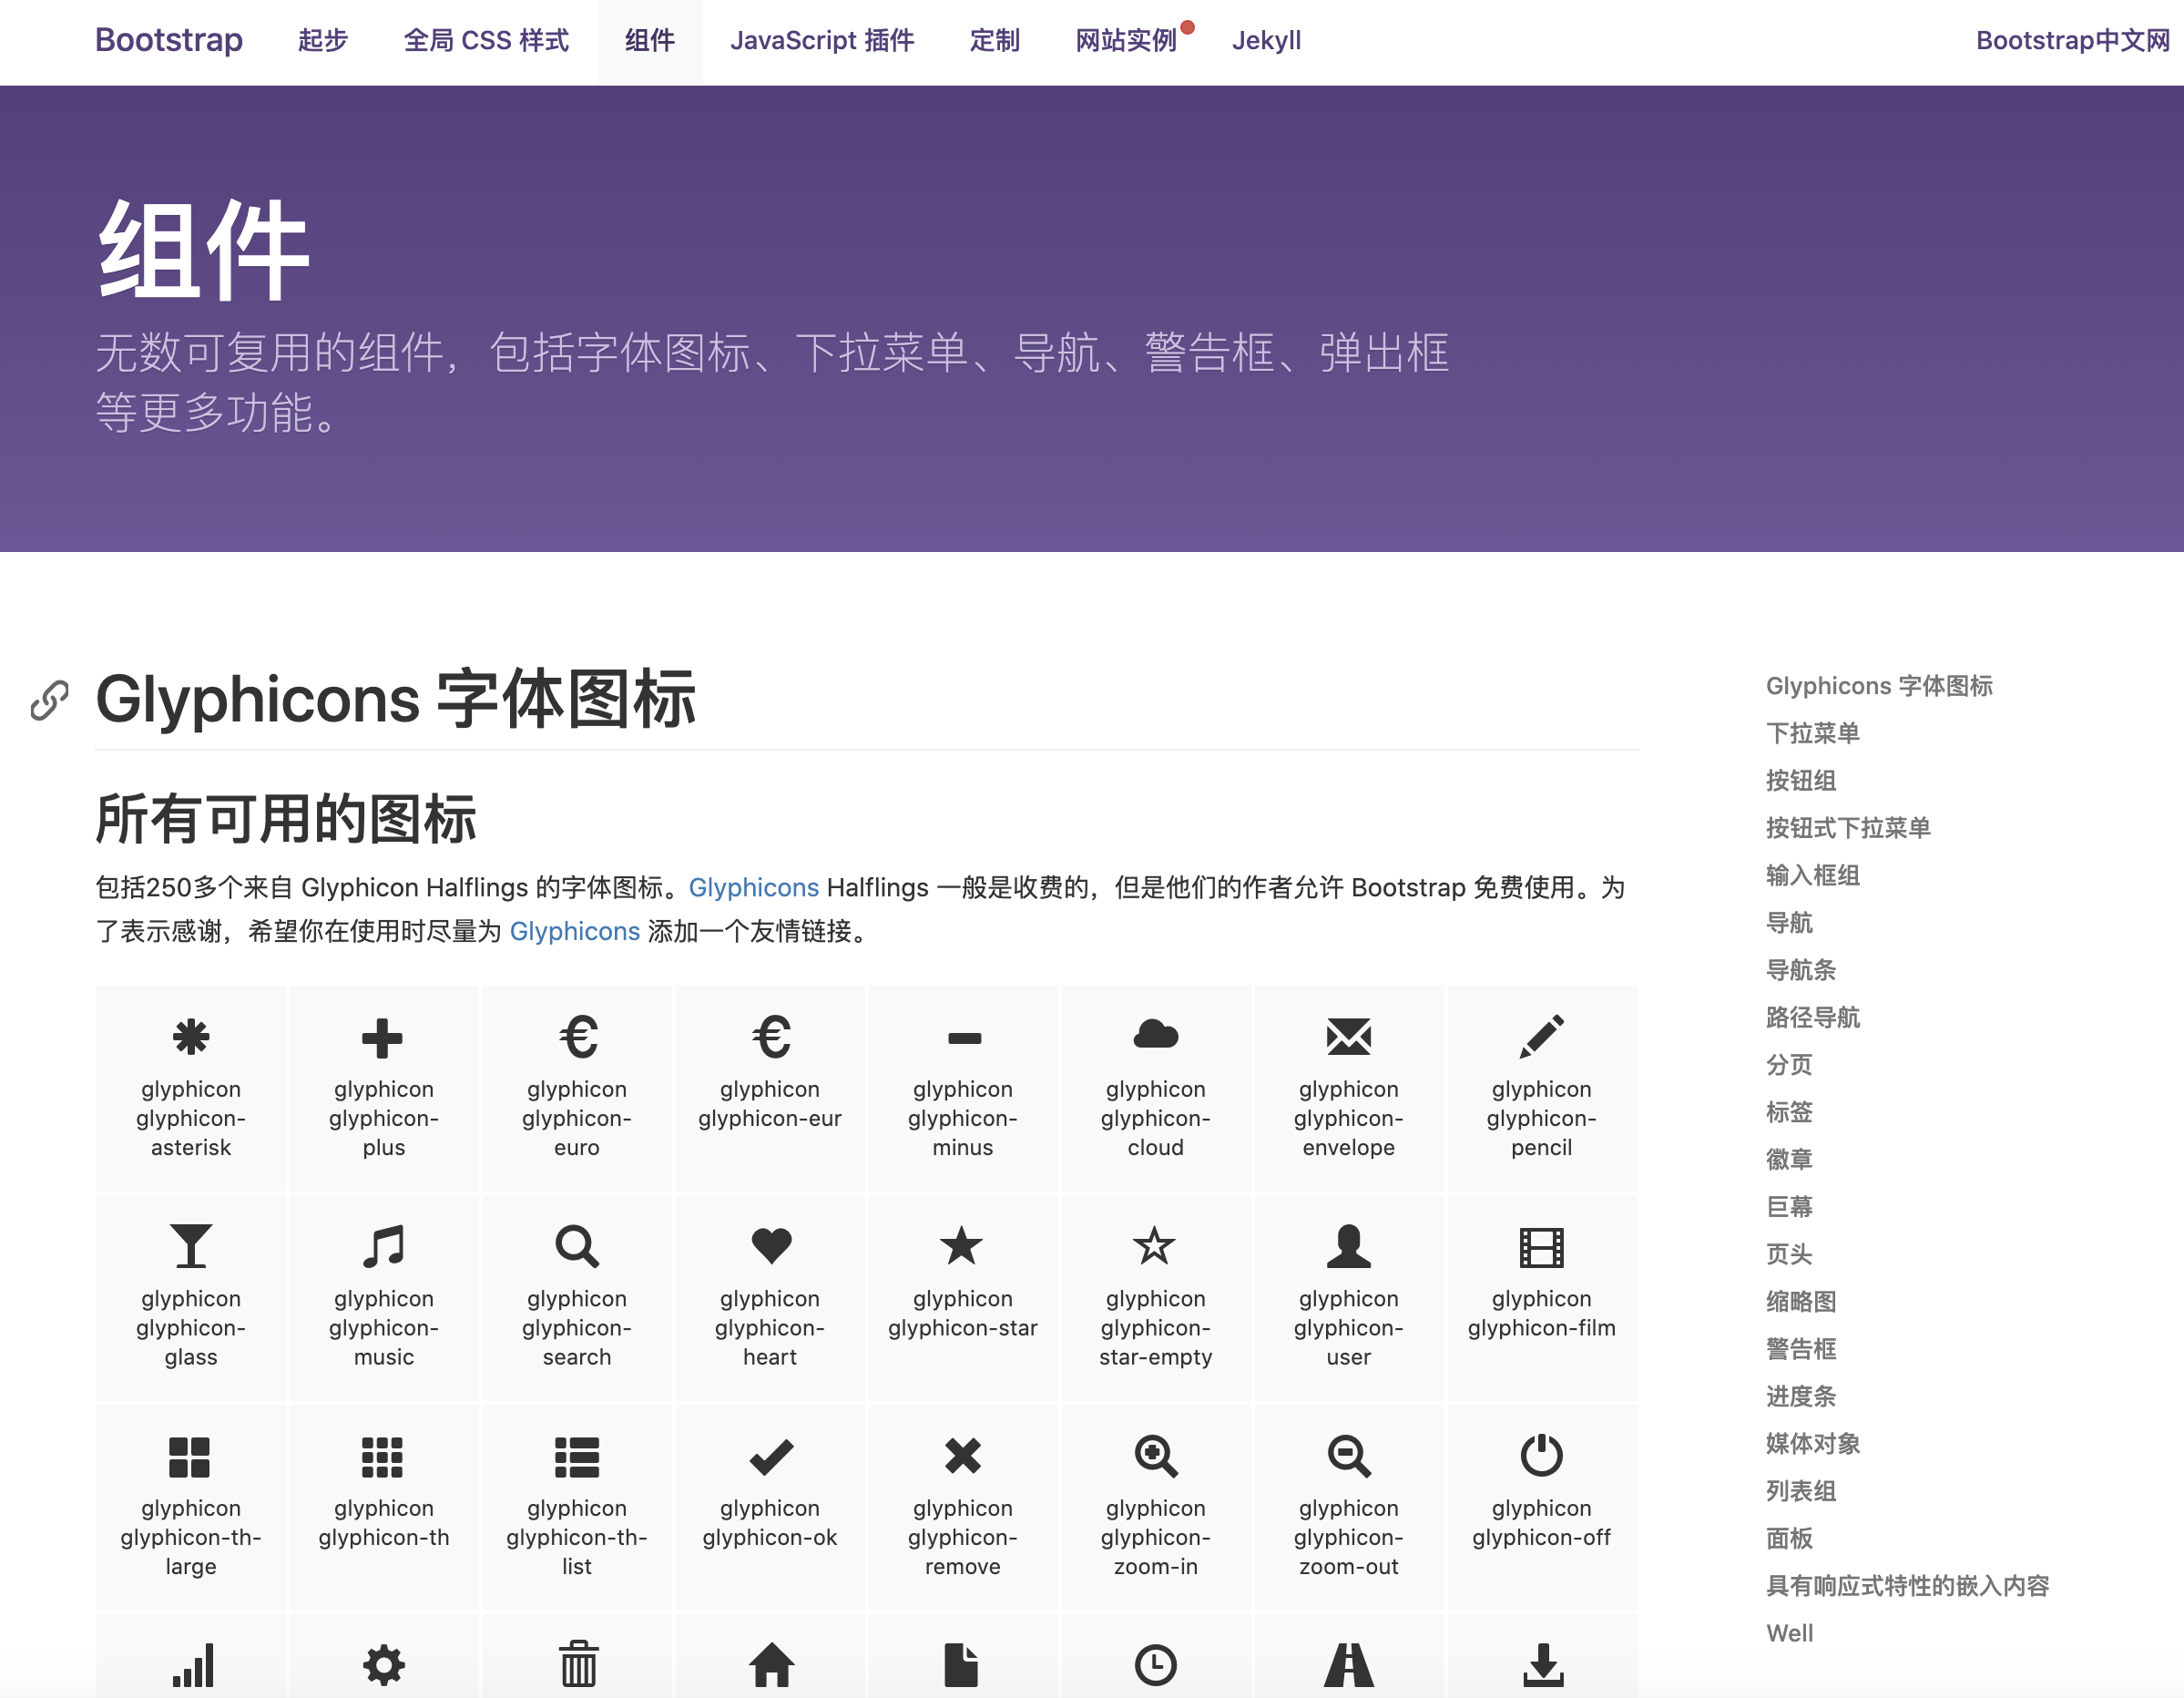 Bootstrap 起步 全局 CSS 样式 组件 JavaScript 插件 定制 网站实例 Jekyll Bootstrap中文网
组件
无数可复用的组件，包括字体图标、下拉菜单、导航、警告框、弹出框
等更多功能。
Glyphicons 字体图标
所有可用的图标
包括250多个来自 Glyphicon Halflings 的字体图标。Glyphicons Halflings 一般是收费的，但是他们的作者允许 Bootstrap 免费使用。为
了表示感谢，希望你在使用时尽量为 Glyphicons 添加一个友情链接。
glyphicon
glyphicon-
asterisk
glyphicon
glyphicon-
plus
glyphicon
glyphicon-
euro
glyphicon
glyphicon-eur
glyphicon
glyphicon-
minus
glyphicon
glyphicon-
cloud
glyphicon
glyphicon-
envelope
glyphicon
glyphicon-
pencil
glyphicon
glyphicon-
glass
glyphicon
glyphicon-
music
glyphicon
glyphicon-
search
glyphicon
glyphicon-
heart
glyphicon
glyphicon-star
glyphicon
glyphicon-
star-empty
glyphicon
glyphicon-
user
glyphicon
glyphicon-film
glyphicon
glyphicon-th-
large
glyphicon
glyphicon-th
glyphicon
glyphicon-th-
list
glyphicon
glyphicon-ok
glyphicon
glyphicon-
remove
glyphicon
glyphicon-
zoom-in
glyphicon
glyphicon-
zoom-out
glyphicon
glyphicon-off
Glyphicons 字体图标
下拉菜单
按钮组
按钮式下拉菜单
输入框组
导航
导航条
路径导航
分页
标签
徽章
巨幕
页头
缩略图
警告框
进度条
媒体对象
列表组
面板
具有响应式特性的嵌入内容
Well